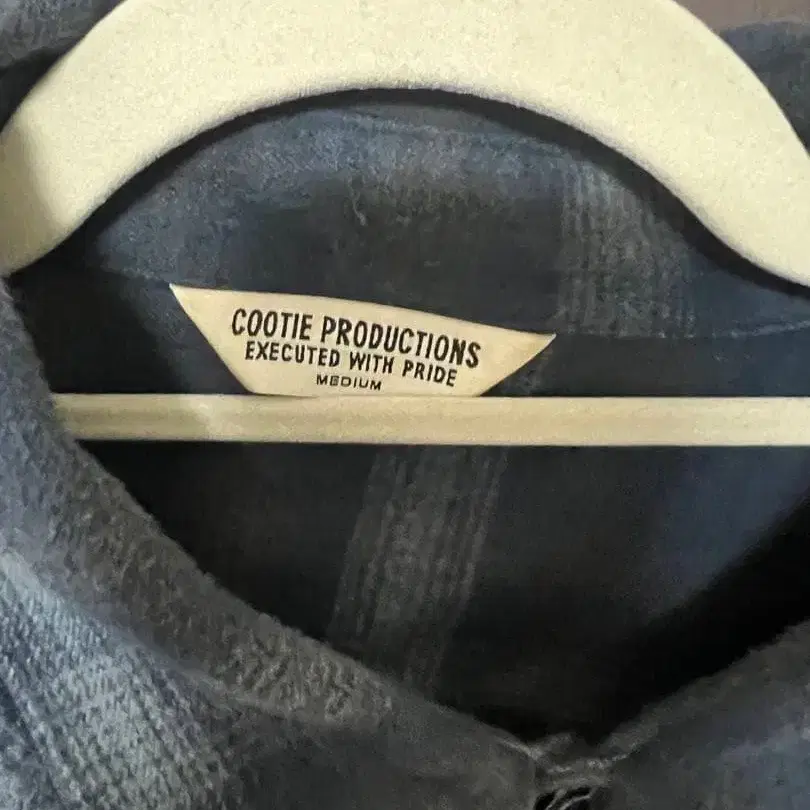 COOTIE PRODUCTIONS
EXECUTED WITH PRIDE
MEDIUM